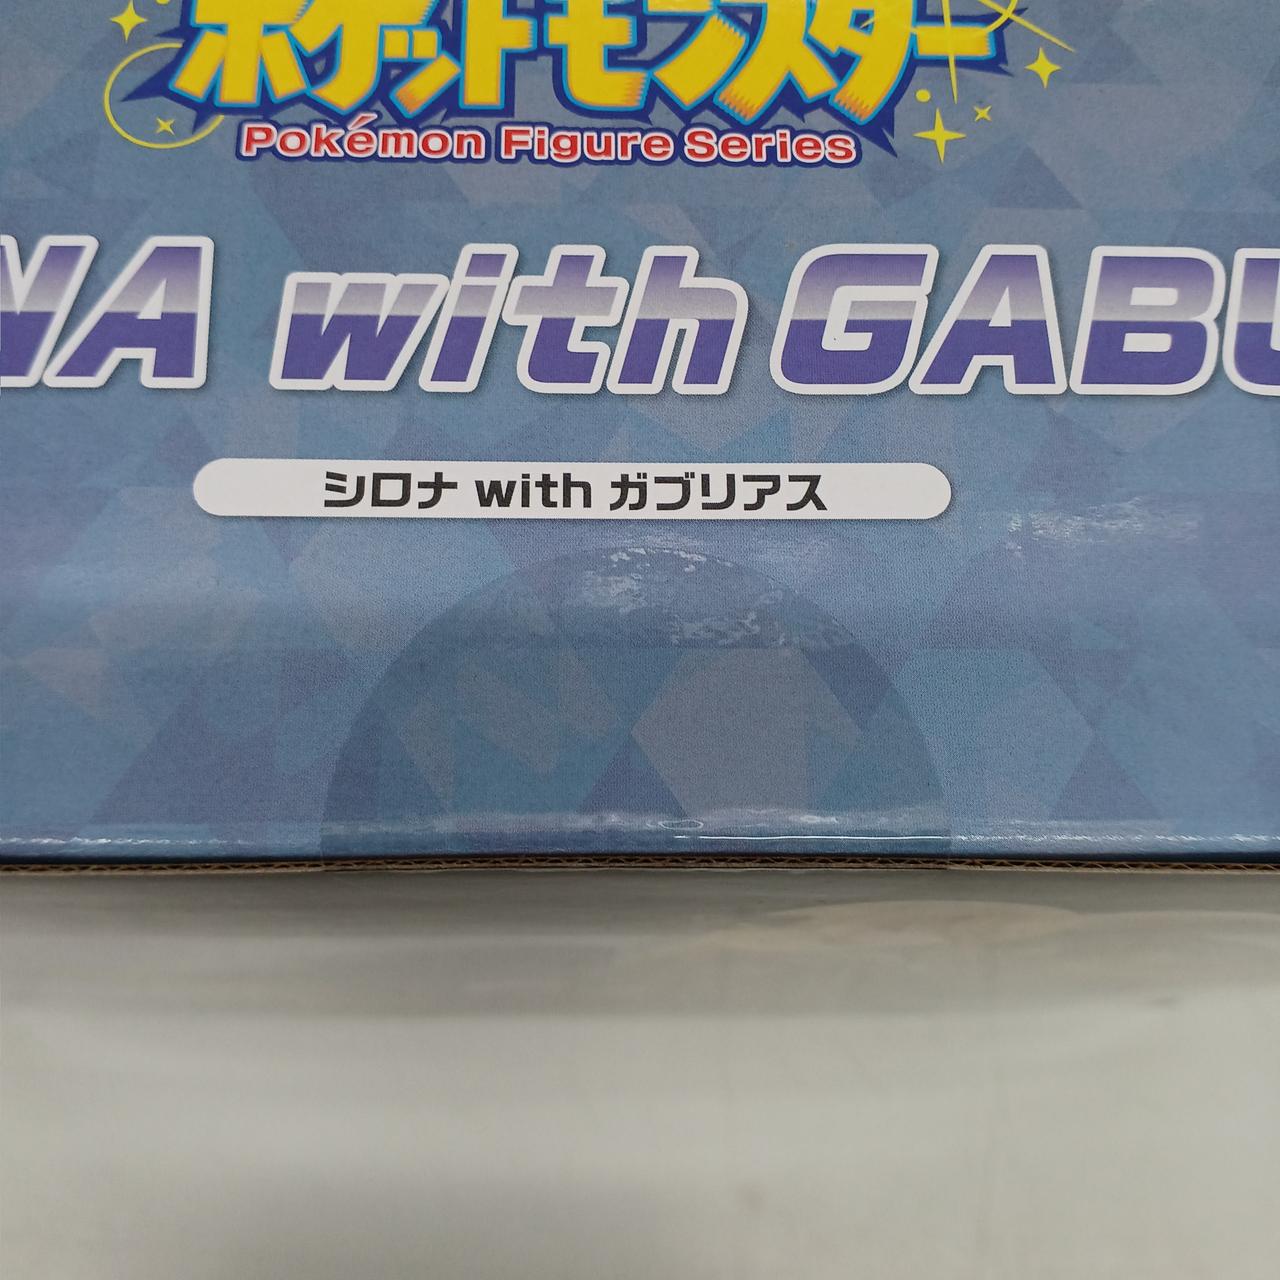 ポケットモンスター
Pokémon Figure Series
NA with GABU
シロナ with ガブリアス